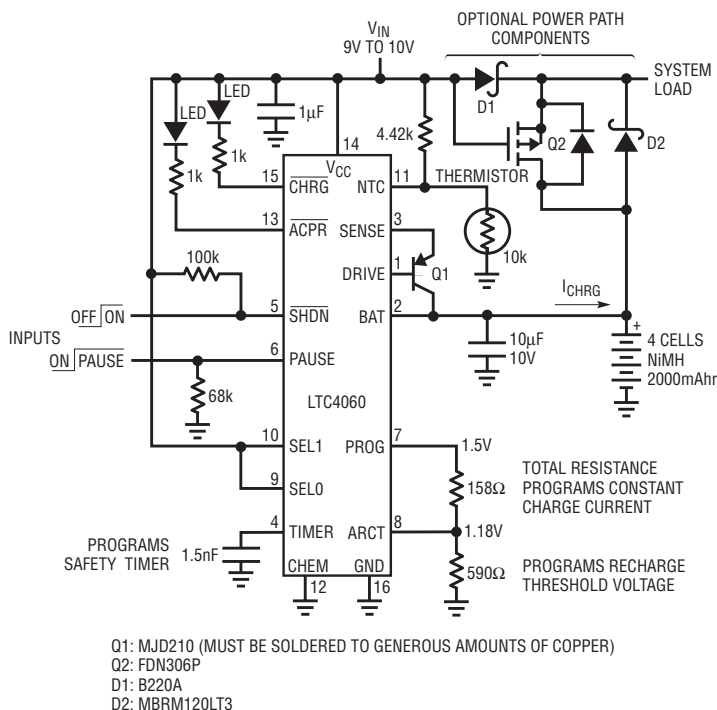 OPTIONAL POWER PATH
COMPONENTS
VIN
9V TO 10V
SYSTEM
LOAD
LED
LED
1µF
D1
4.42k
Q2
D2
1k
1k
14
VCC
15
CHRG
NTC
11
THERMISTOR
13
ACPR
SENSE
3
10k
100k
DRIVE
1
Q1
ICHRG
OFF ON
5
SHDN
BAT
2
INPUTS
ON PAUSE
6
PAUSE
10µF
10V
+
4 CELLS
NiMH
2000mAhr
68k
LTC4060
10
SEL1
PROG
7
1.5V
9
SEL0
158Ω
TOTAL RESISTANCE
PROGRAMS CONSTANT
CHARGE CURRENT
4
TIMER
ARCT
8
1.18V
PROGRAMS
SAFETY TIMER
1.5nF
CHEM
GND
12
16
590Ω
PROGRAMS RECHARGE
THRESHOLD VOLTAGE
Q1: MJD210 (MUST BE SOLDERED TO GENEROUS AMOUNTS OF COPPER)
Q2: FDN306P
D1: B220A
D2: MBRM120LT3